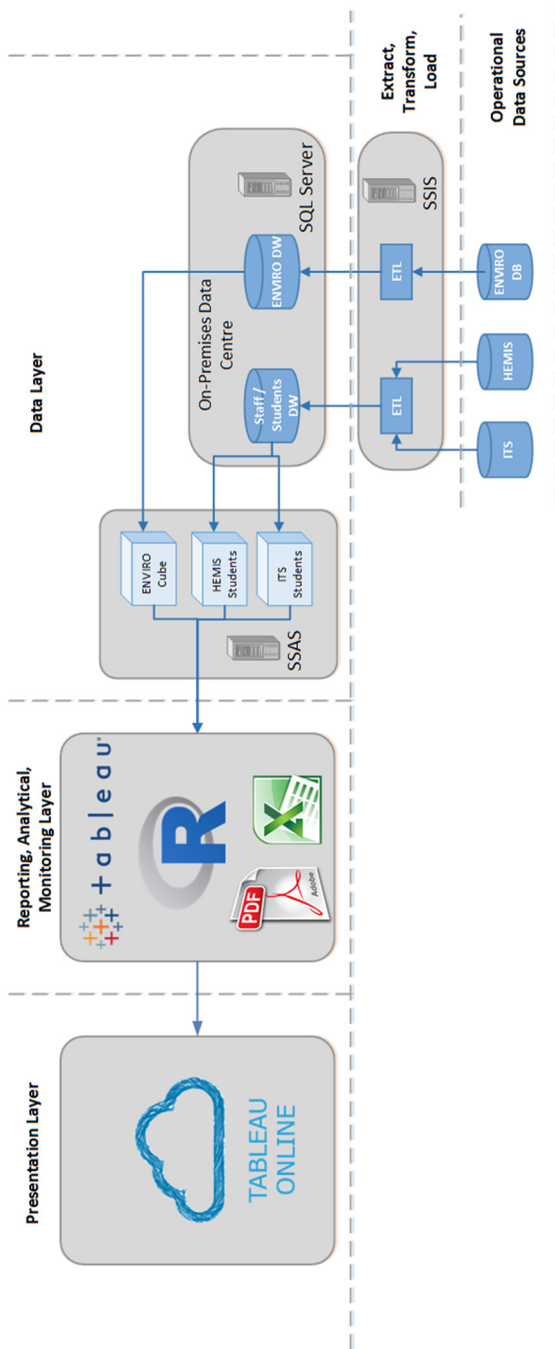 Presentation Layer
TABLEAU
ONLINE
Reporting, Analytical,
Monitoring Layer
+ableau
R
PDF
Adobe
X
Data Layer
ENVIRO
Cube
HEMIS
Students
ITS
Students
SSAS
On-Premises Data
Centre
Staff /
Students
DW
ENVIRO DW
SQL Server
Extract,
Transform,
Load
ETL
ETL
SSIS
Operational
Data Sources
ITS
HEMIS
ENVIRO
DB